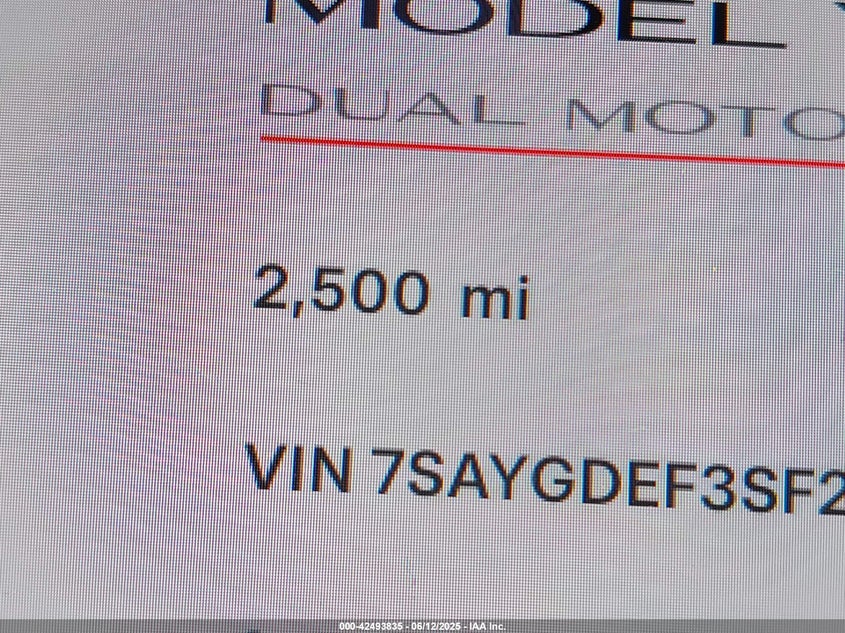 MODEL
DUAL MOTO
2,500 mi
VIN 7SAYGDEF3SF2
000-42493835 - 06/12/2025 - IAA Inc.